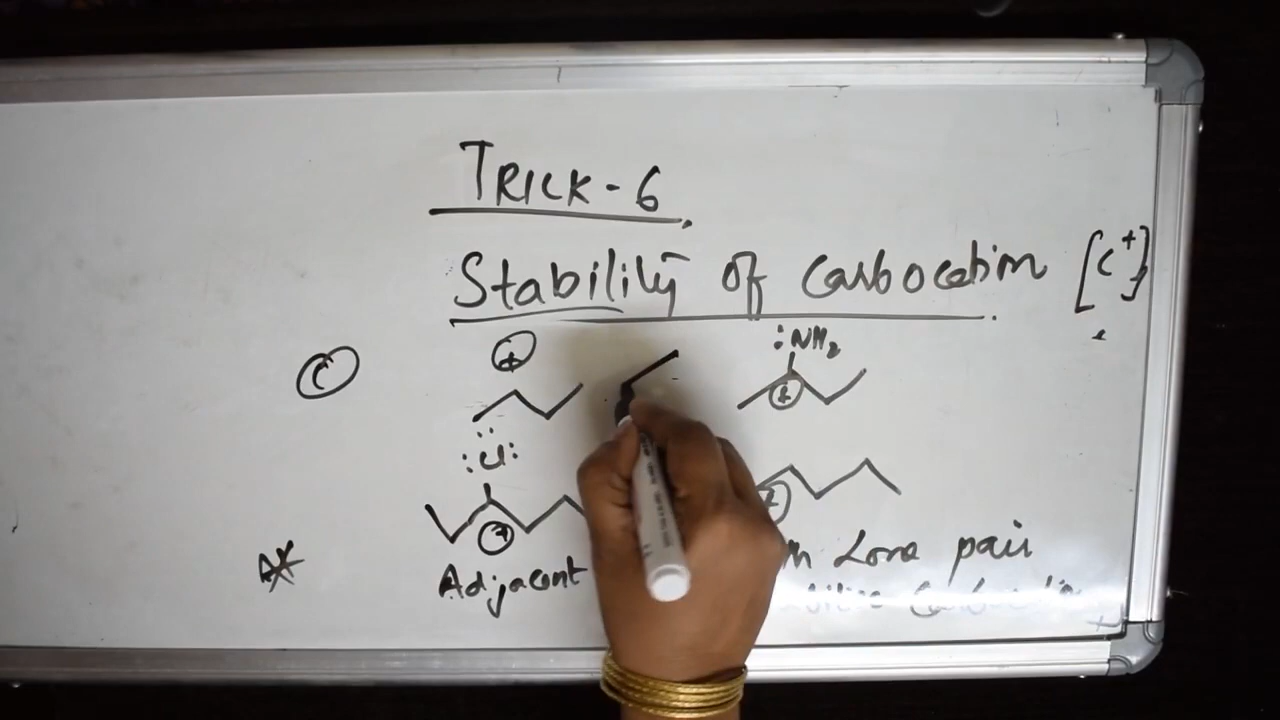 TRICK-6
Stability of Carbocation [C⁺]
+ :NH₂
C +
:Cl: +
+
A
Adjacent Lone pair